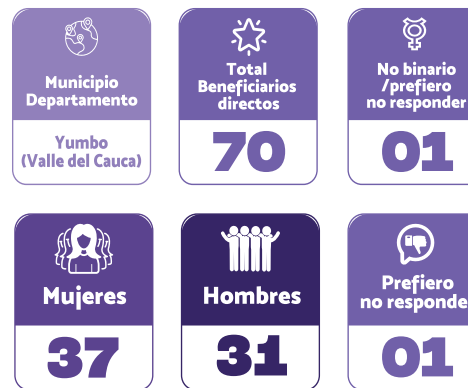 Municipio
Departamento
Yumbo
(Valle del Cauca)
Total
Beneficiarios
directos
70
No binario
/prefiero
no responder
01
Mujeres
37
Hombres
31
Prefiero
no responde
01